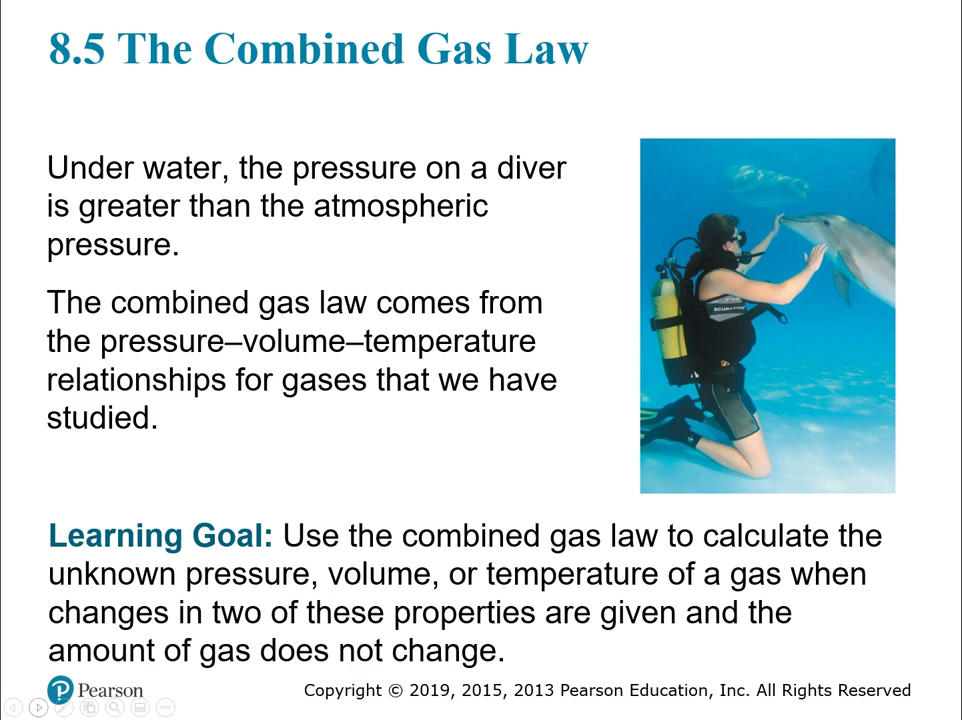 8.5 The Combined Gas Law
Under water, the pressure on a diver
is greater than the atmospheric
pressure.
The combined gas law comes from
the pressure–volume–temperature
relationships for gases that we have
studied.
Learning Goal: Use the combined gas law to calculate the
unknown pressure, volume, or temperature of a gas when
changes in two of these properties are given and the
amount of gas does not change.
P Pearson
Copyright © 2019, 2015, 2013 Pearson Education, Inc. All Rights Reserved